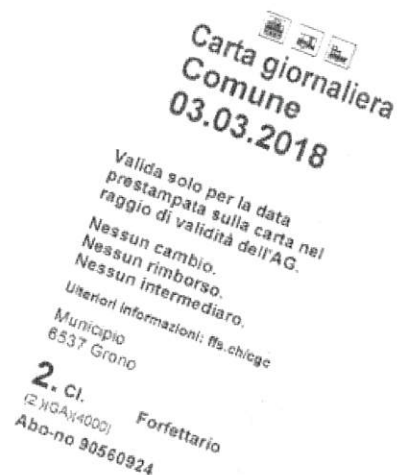 Carta giornaliera
Comune
03.03.2018
Valida solo per la data
prestampata sulla carta nel
raggio di validità dell'AG.
Nessun cambio.
Nessun rimborso.
Nessun intermediaro.
Ulteriori informazioni: ffs.ch/cgc
Municipio
6537 Grono
2. Cl.
(2.)(GA)(4000) Forfettario
Abo-no 90560924